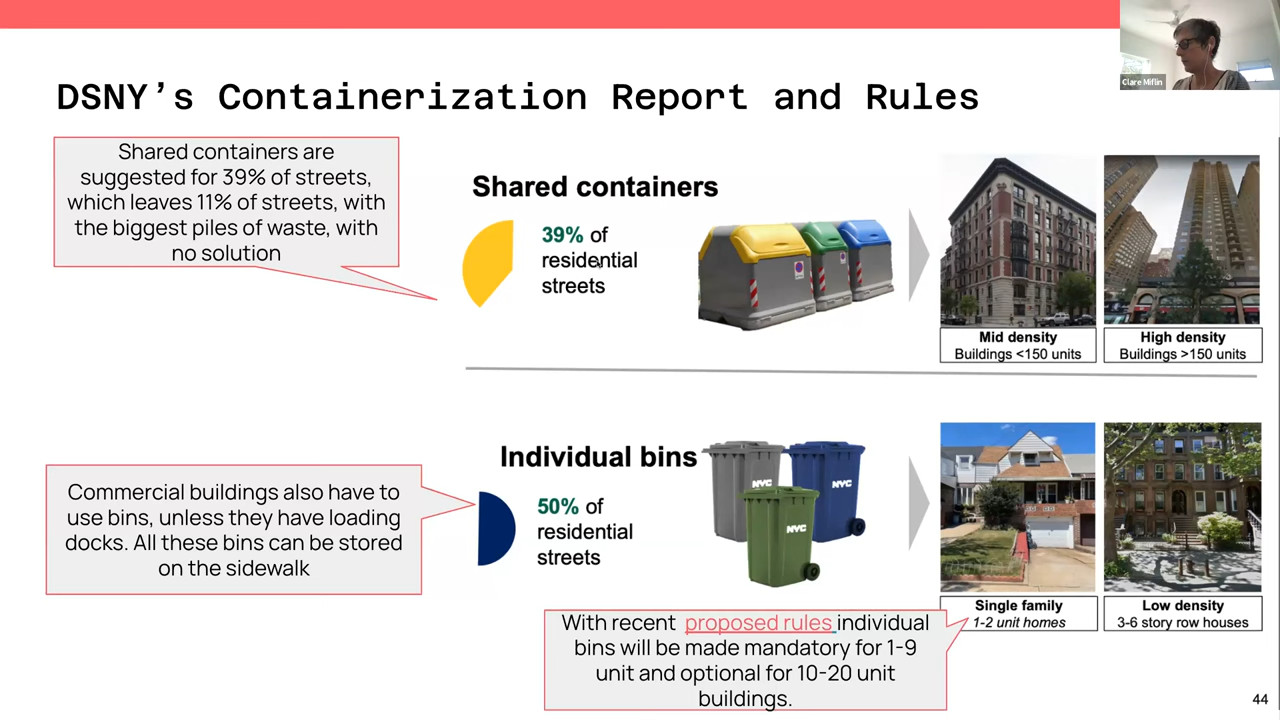 Clare Miflin
DSNY’s Containerization Report and Rules
Shared containers are
suggested for 39% of streets,
which leaves 11% of streets, with
the biggest piles of waste, with
no solution
Shared containers
39% of
residential
streets
Mid density
Buildings <150 units
High density
Buildings >150 units
Commercial buildings also have to
use bins, unless they have loading
docks. All these bins can be stored
on the sidewalk
Individual bins
50% of
residential
streets
NYC
NYC
NYC
Single family
1-2 unit homes
Low density
3-6 story row houses
With recent proposed rules individual
bins will be made mandatory for 1-9
unit and optional for 10-20 unit
buildings.
44